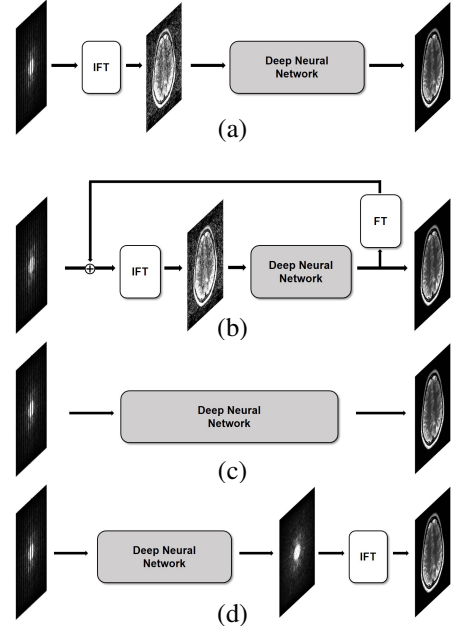 IFT
Deep Neural
Network
(a)
FT
IFT
Deep Neural
Network
(b)
Deep Neural
Network
(c)
Deep Neural
Network
IFT
(d)